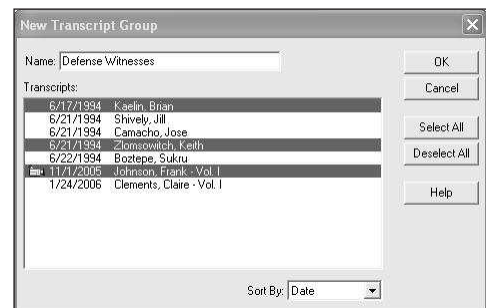 New Transcript Group
Name: Defense Witnesses
OK
Transcripts:
Cancel
6/17/1994 Kaelin, Brian
6/21/1994 Shively, Jill
6/21/1994 Camacho, Jose
Select All
6/21/1994 Zlomsowitch, Keith
6/22/1994 Boztepe, Sukru
Deselect All
11/1/2005 Johnson, Frank - Vol. I
1/24/2006 Clements, Claire - Vol. I
Help
Sort By: Date